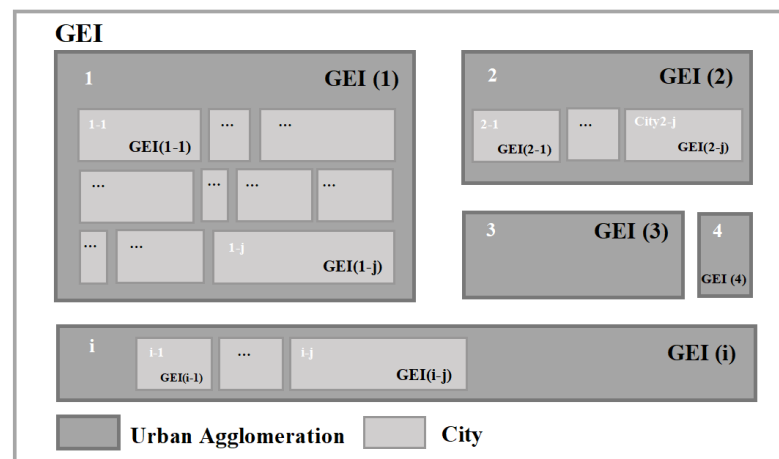 GEI
1 GEI (1)
1-1 ... ...
GEI(1-1)
... ... ... ...
... ... 1-j
GEI(1-j)
2 GEI (2)
2-1 ... City2-j
GEI(2-1) GEI(2-j)
3 GEI (3)
4
GEI (4)
i GEI (i)
i-1 ... i-j
GEI(i-1) GEI(i-j)
Urban Agglomeration City